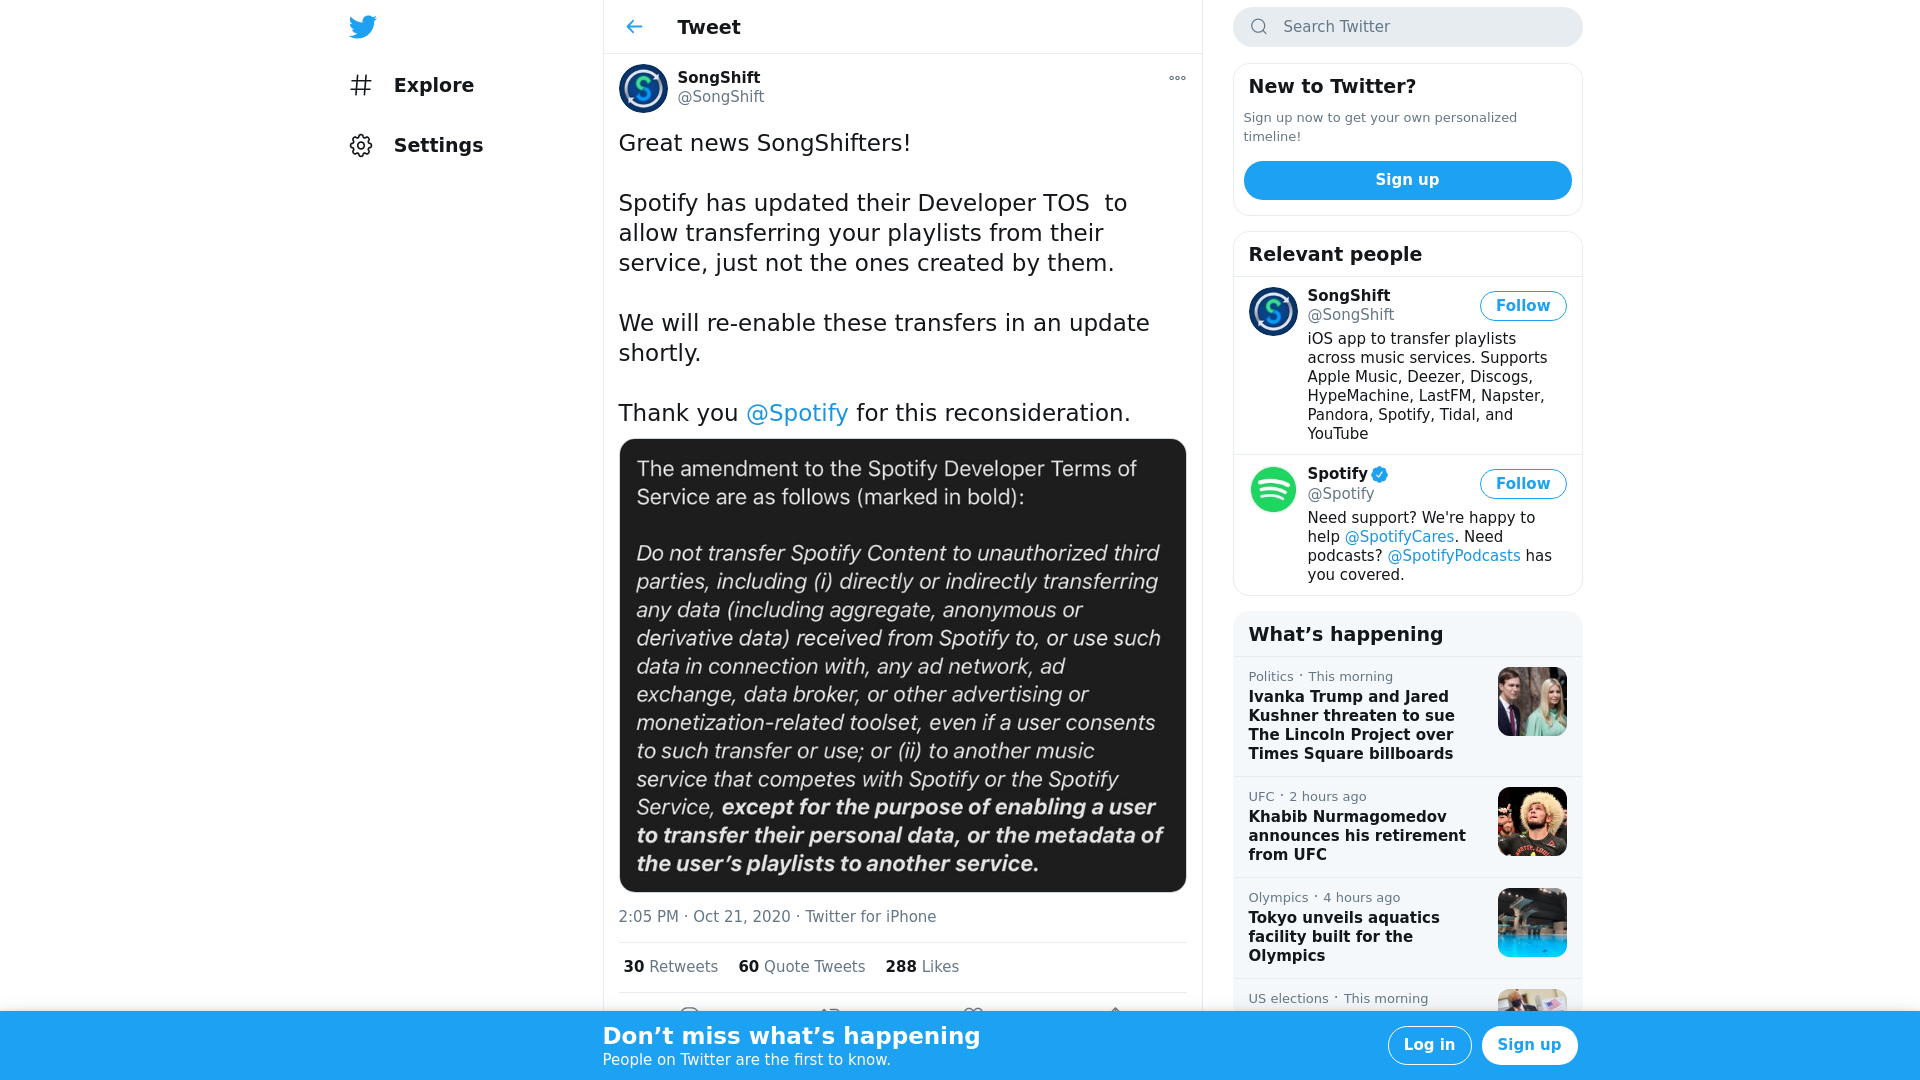 Explore
Settings
Tweet
SongShift
@SongShift
Great news SongShifters!
Spotify has updated their Developer TOS  to
allow transferring your playlists from their
service, just not the ones created by them.
We will re-enable these transfers in an update
shortly.
Thank you @Spotify for this reconsideration.
The amendment to the Spotify Developer Terms of
Service are as follows (marked in bold):
Do not transfer Spotify Content to unauthorized third
parties, including (i) directly or indirectly transferring
any data (including aggregate, anonymous or
derivative data) received from Spotify to, or use such
data in connection with, any ad network, ad
exchange, data broker, or other advertising or
monetization-related toolset, even if a user consents
to such transfer or use; or (ii) to another music
service that competes with Spotify or the Spotify
Service, except for the purpose of enabling a user
to transfer their personal data, or the metadata of
the user’s playlists to another service.
2:05 PM · Oct 21, 2020 · Twitter for iPhone
30 Retweets 60 Quote Tweets 288 Likes
Search Twitter
New to Twitter?
Sign up now to get your own personalized
timeline!
Sign up
Relevant people
SongShift
@SongShift
Follow
iOS app to transfer playlists
across music services. Supports
Apple Music, Deezer, Discogs,
HypeMachine, LastFM, Napster,
Pandora, Spotify, Tidal, and
YouTube
Spotify
@Spotify
Follow
Need support? We're happy to
help @SpotifyCares. Need
podcasts? @SpotifyPodcasts has
you covered.
What’s happening
Politics · This morning
Ivanka Trump and Jared
Kushner threaten to sue
The Lincoln Project over
Times Square billboards
UFC · 2 hours ago
Khabib Nurmagomedov
announces his retirement
from UFC
Olympics · 4 hours ago
Tokyo unveils aquatics
facility built for the
Olympics
US elections · This morning
Don’t miss what’s happening
People on Twitter are the first to know.
Log in
Sign up